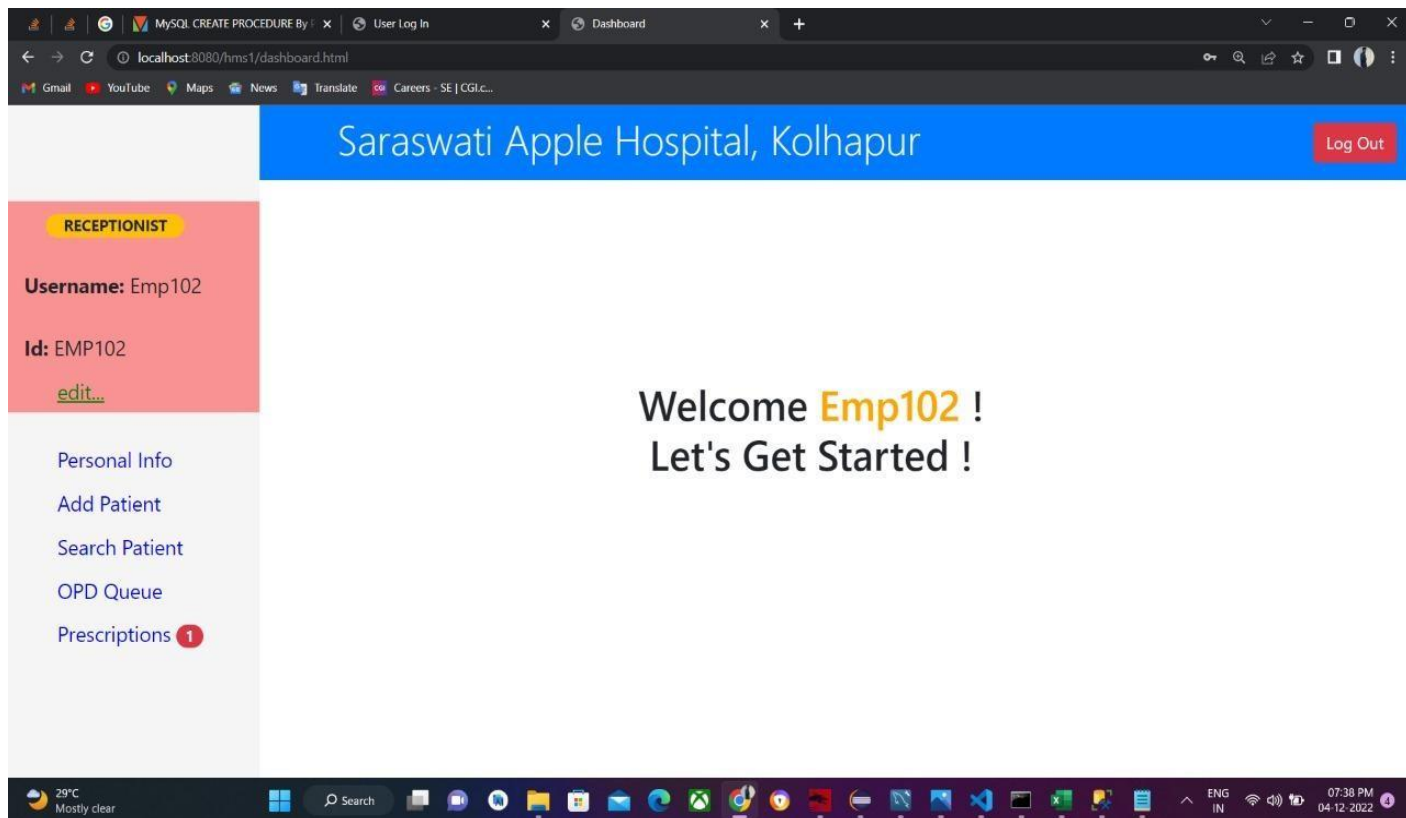 MySQL CREATE PROCEDURE By
User Log In
Dashboard
localhost:8080/hms1/dashboard.html
Gmail
YouTube
Maps
News
Translate
Careers - SE | CGI.c...
Saraswati Apple Hospital, Kolhapur
Log Out
RECEPTIONIST
Username: Emp102
Id: EMP102
edit...
Welcome Emp102 !
Let's Get Started !
Personal Info
Add Patient
Search Patient
OPD Queue
Prescriptions 1
29°C
Mostly clear
Search
ENG
IN
07:38 PM
04-12-2022
4